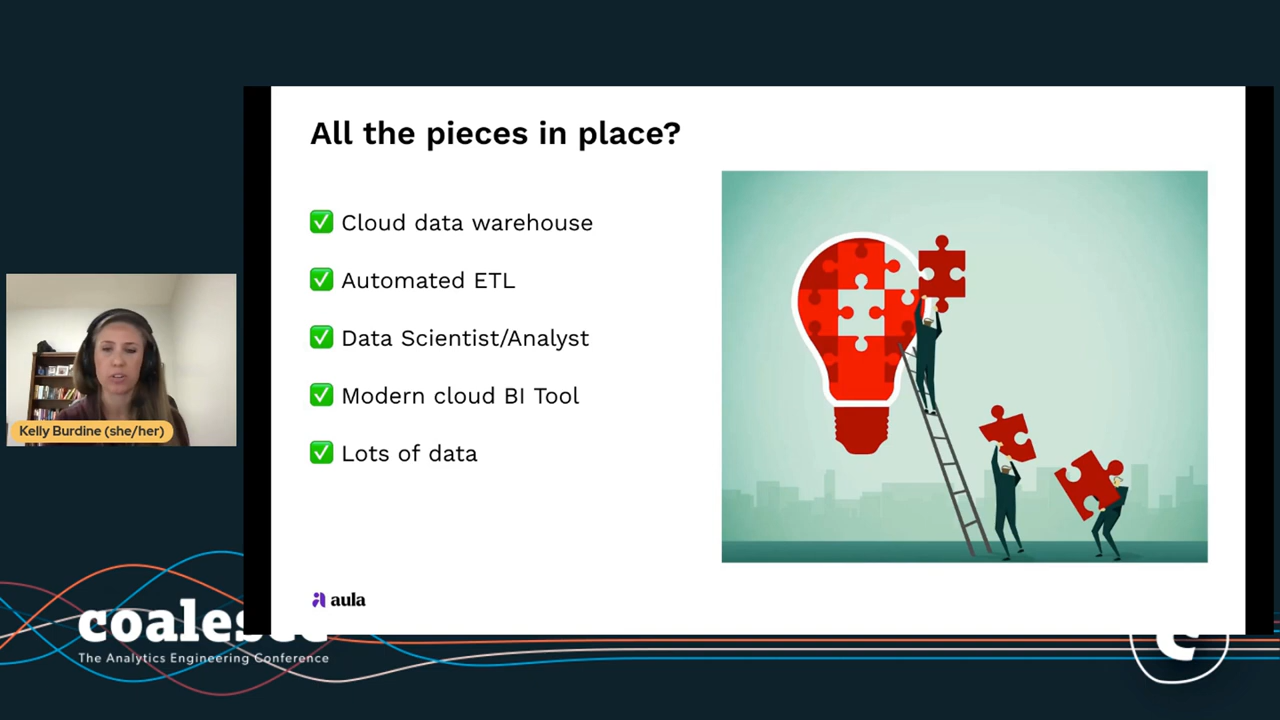 All the pieces in place?
✅ Cloud data warehouse
✅ Automated ETL
✅ Data Scientist/Analyst
✅ Modern cloud BI Tool
✅ Lots of data
Kelly Burdine (she/her)
aula
The Analytics Engineering Conference